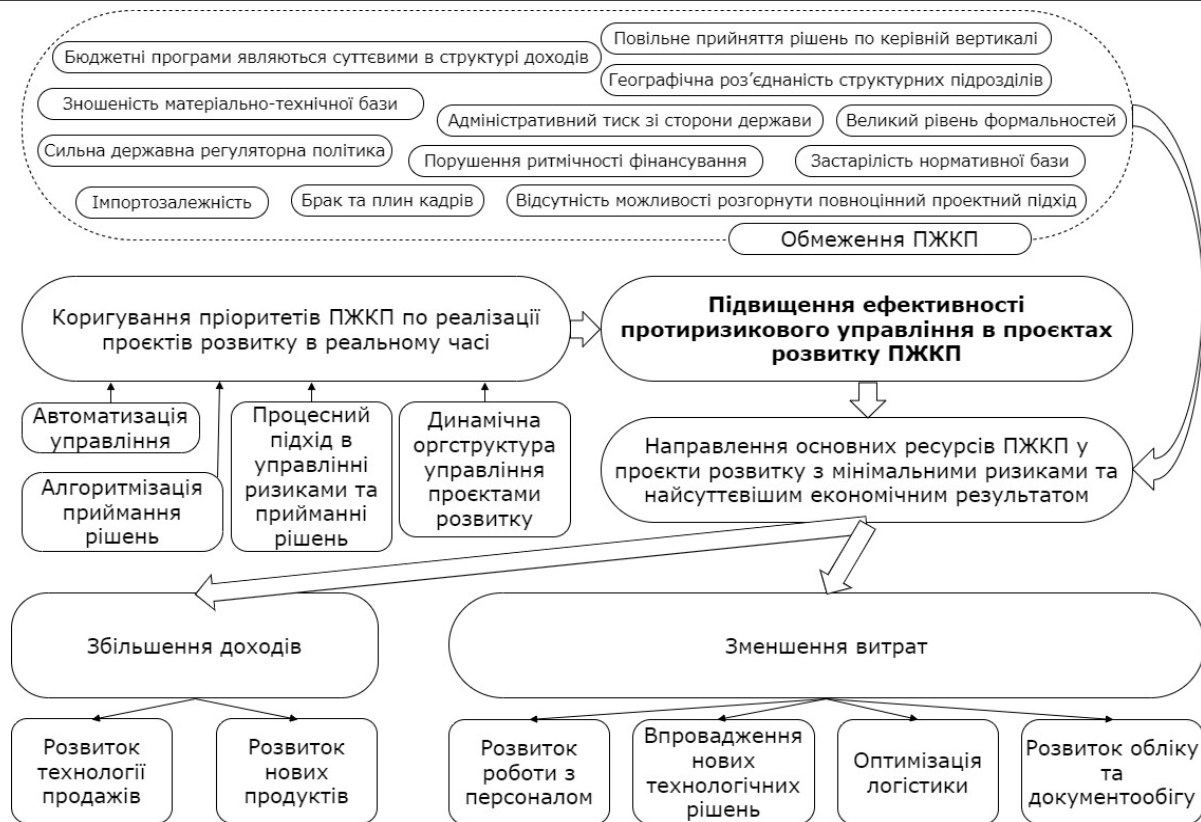 Бюджетні програми являються суттєвими в структурі доходів
Повільне прийняття рішень по керівній вертикалі
Географічна роз’єднаність структурних підрозділів
Зношеність матеріально-технічної бази
Адміністративний тиск зі сторони держави
Великий рівень формальностей
Сильна державна регуляторна політика
Порушення ритмічності фінансування
Застарілість нормативної бази
Імпортозалежність
Брак та плин кадрів
Відсутність можливості розгорнути повноцінний проектний підхід
Обмеження ПЖКП
Коригування пріоритетів ПЖКП по реалізації
проєктів розвитку в реальному часі
Підвищення ефективності
протиризикового управління в проєктах
розвитку ПЖКП
Автоматизація
управління
Алгоритмізація
приймання
рішень
Процесний
підхід в
управлінні
ризиками та
прийманні
рішень
Динамічна
оргструктура
управління
проєктами
розвитку
Направлення основних ресурсів ПЖКП у
проєкти розвитку з мінімальними ризиками та
найсуттєвішим економічним результатом
Збільшення доходів
Зменшення витрат
Розвиток
технології
продажів
Розвиток
нових
продуктів
Розвиток
роботи з
персоналом
Впровадження
нових
технологічних
рішень
Оптимізація
логістики
Розвиток обліку
та
документообігу